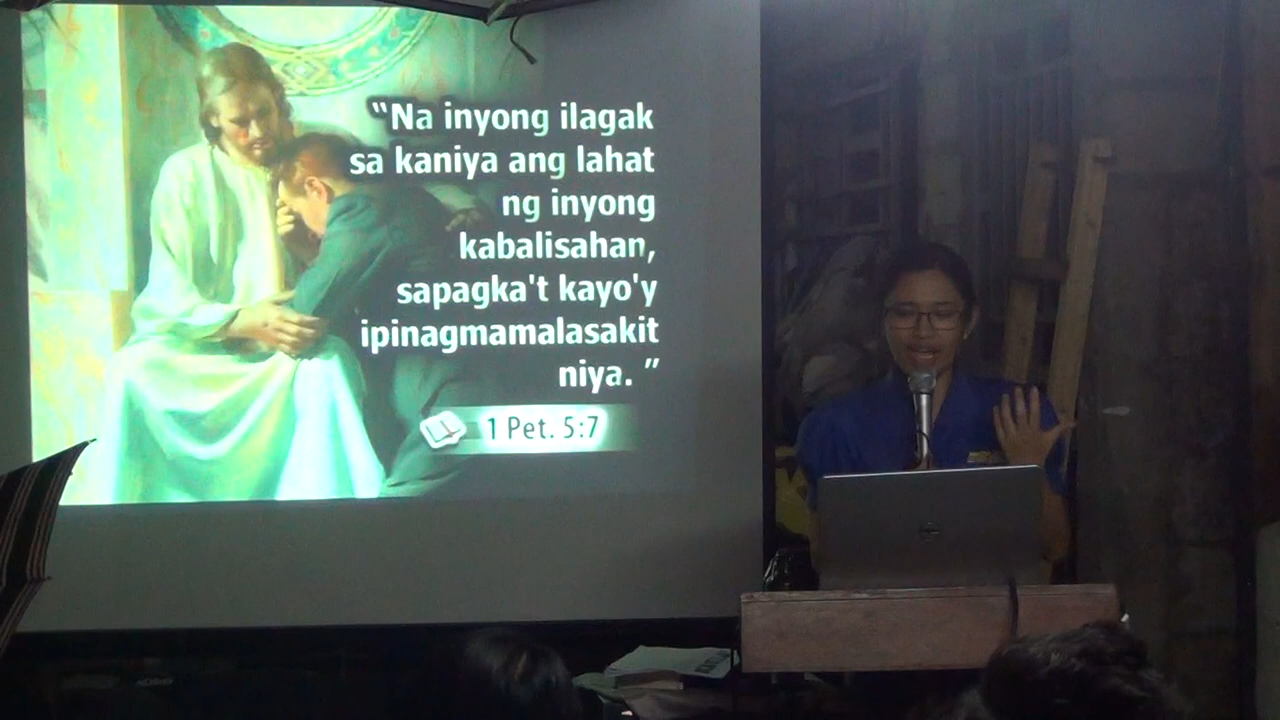 “Na inyong ilagak
sa kaniya ang lahat
ng inyong
kabalisahan,
sapagka't kayo'y
ipinagmamalasakit
niya. ”
1 Pet. 5:7